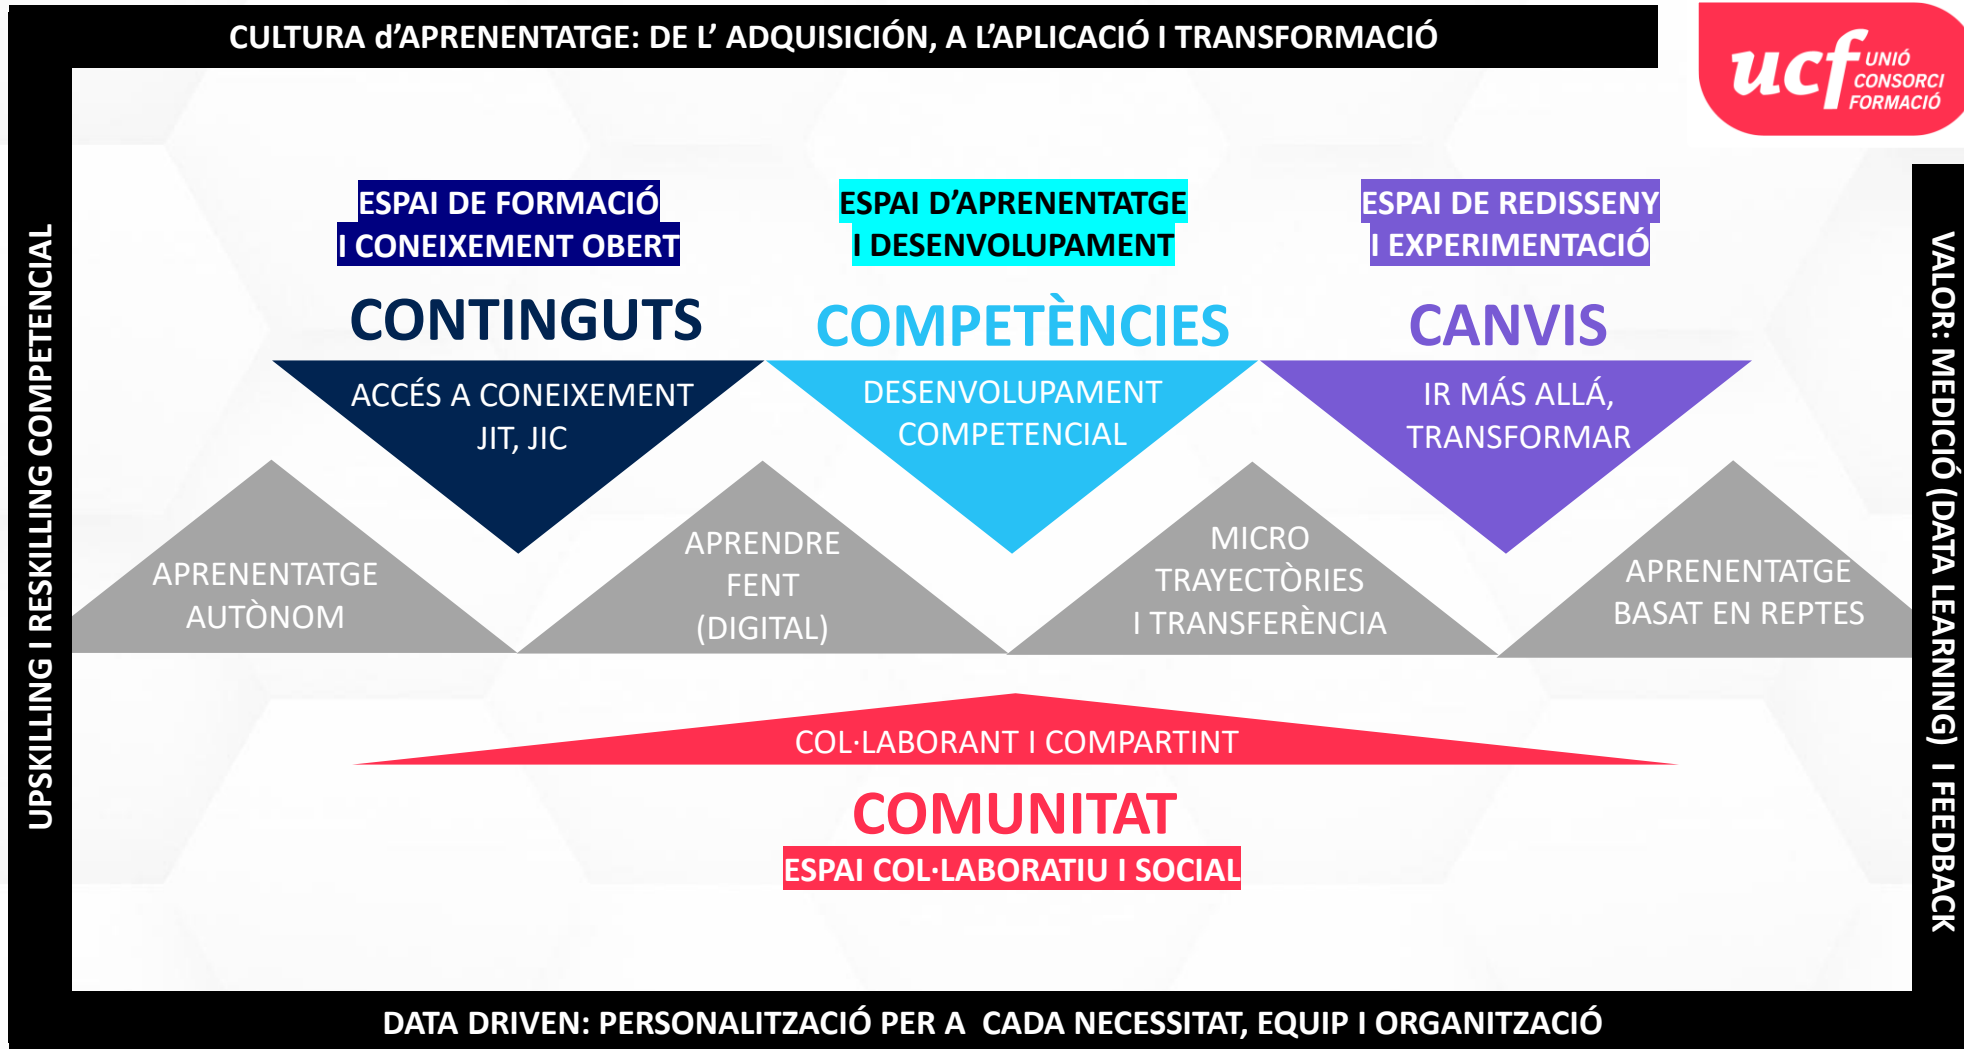 CULTURA d’APRENENTATGE: DE L’ ADQUISICIÓN, A L’APLICACIÓ I TRANSFORMACIÓ
ucf
UNIÓ
CONSORCI
FORMACIÓ
UPSKILLING I RESKILLING COMPETENCIAL
ESPAI DE FORMACIÓ
I CONEIXEMENT OBERT
CONTINGUTS
ACCÉS A CONEIXEMENT
JIT, JIC
ESPAI D’APRENENTATGE
I DESENVOLUPAMENT
COMPETÈNCIES
DESENVOLUPAMENT
COMPETENCIAL
ESPAI DE REDISSENY
I EXPERIMENTACIÓ
CANVIS
IR MÁS ALLÁ,
TRANSFORMAR
APRENENTATGE
AUTÒNOM
APRENDRE
FENT
(DIGITAL)
MICRO
TRAYECTÒRIES
I TRANSFERÈNCIA
APRENENTATGE
BASAT EN REPTES
VALOR: MEDICIÓ (DATA LEARNING)  I FEEDBACK
COL·LABORANT I COMPARTINT
COMUNITAT
ESPAI COL·LABORATIU I SOCIAL
DATA DRIVEN: PERSONALITZACIÓ PER A  CADA NECESSITAT, EQUIP I ORGANITZACIÓ